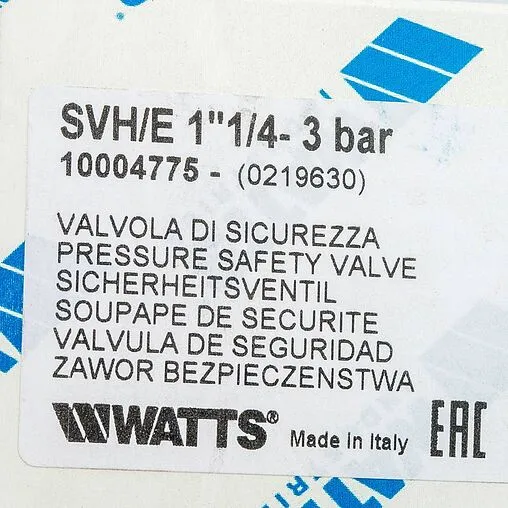 SVH/E 1"1/4- 3 bar
10004775 - (0219630)
VALVOLA DI SICUREZZA
PRESSURE SAFETY VALVE
SICHERHEITSVENTIL
SOUPAPE DE SECURITE
VALVULA DE SEGURIDAD
ZAWOR BEZPIECZENSTWA
WATTS® Made in Italy EAC